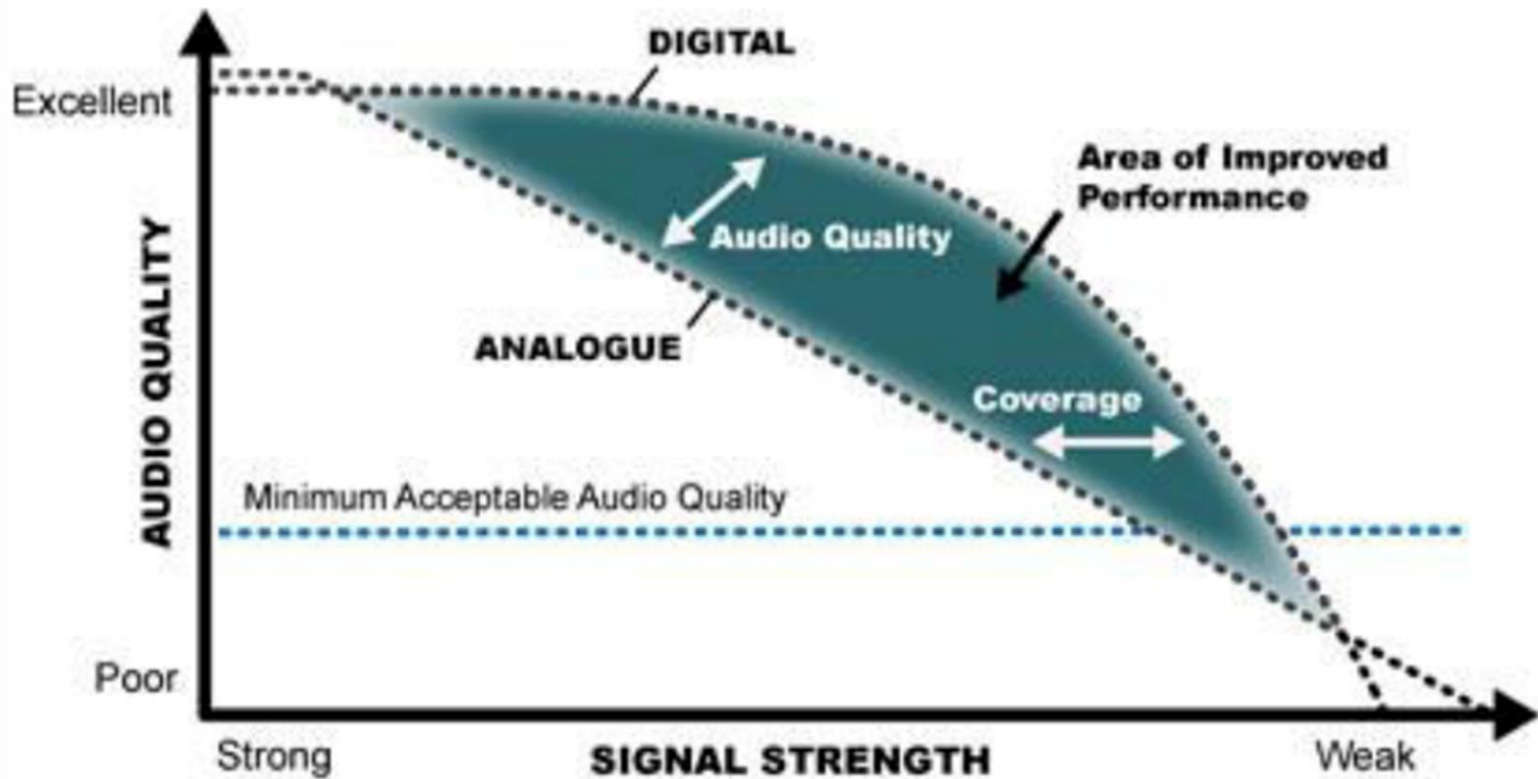 DIGITAL
Excellent
Area of Improved
Performance
Audio Quality
ANALOGUE
AUDIO QUALITY
Coverage
Minimum Acceptable Audio Quality
Poor
Strong
SIGNAL STRENGTH
Weak